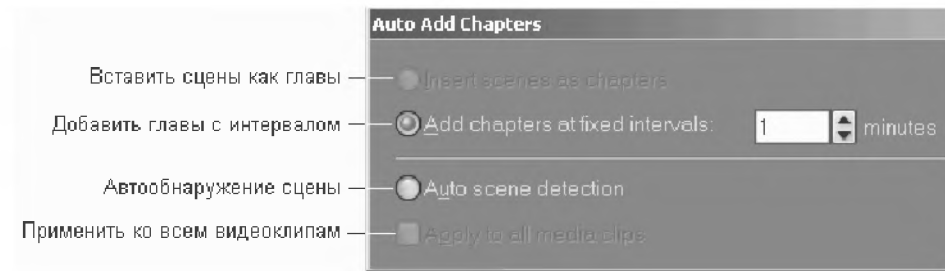 Auto Add Chapters
Вставить сцены как главы
Insert scenes as chapters
Добавить главы с интервалом
Add chapters at fixed intervals: 1 minutes
Автообнаружение сцены
Auto scene detection
Применить ко всем видеоклипам
Apply to all media clips